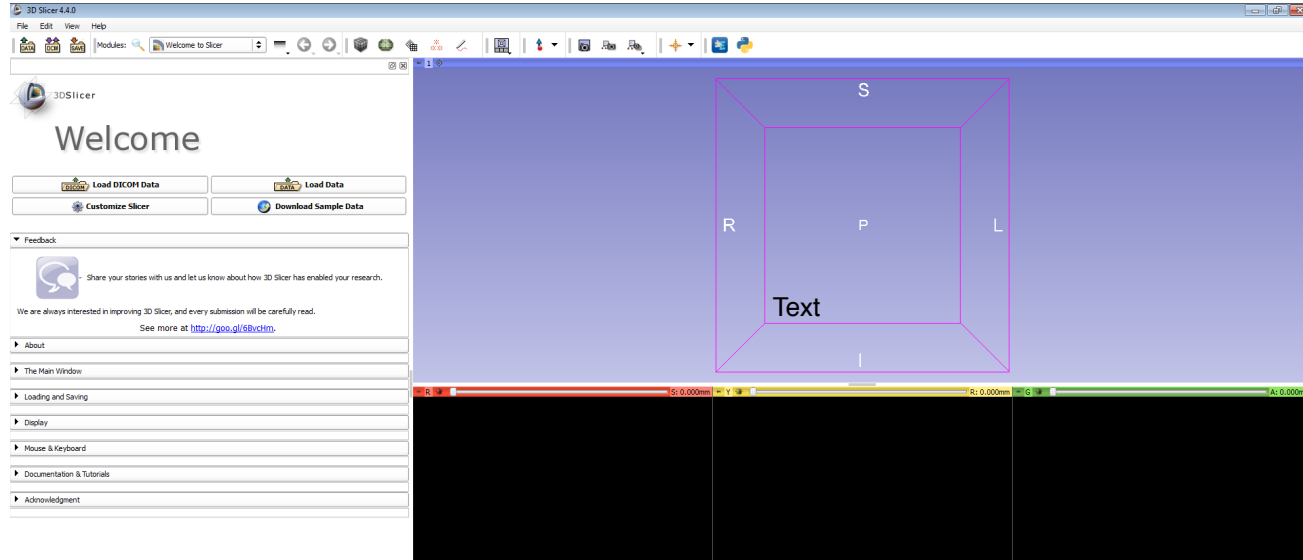 3D Slicer 4.4.0
File Edit View Help
DATA DCM SAVE Modules: Welcome to Slicer
1
3DSlicer
Welcome
DICOM Load DICOM Data DATA Load Data
Customize Slicer Download Sample Data
Feedback
Share your stories with us and let us know about how 3D Slicer has enabled your research.
We are always interested in improving 3D Slicer, and every submission will be carefully read.
See more at http://goo.gl/6BvcHm.
About
The Main Window
Loading and Saving
Display
Mouse & Keyboard
Documentation & Tutorials
Acknowledgment
S
R P L
Text
I
R S: 0.000mm Y R: 0.000mm G A: 0.000m